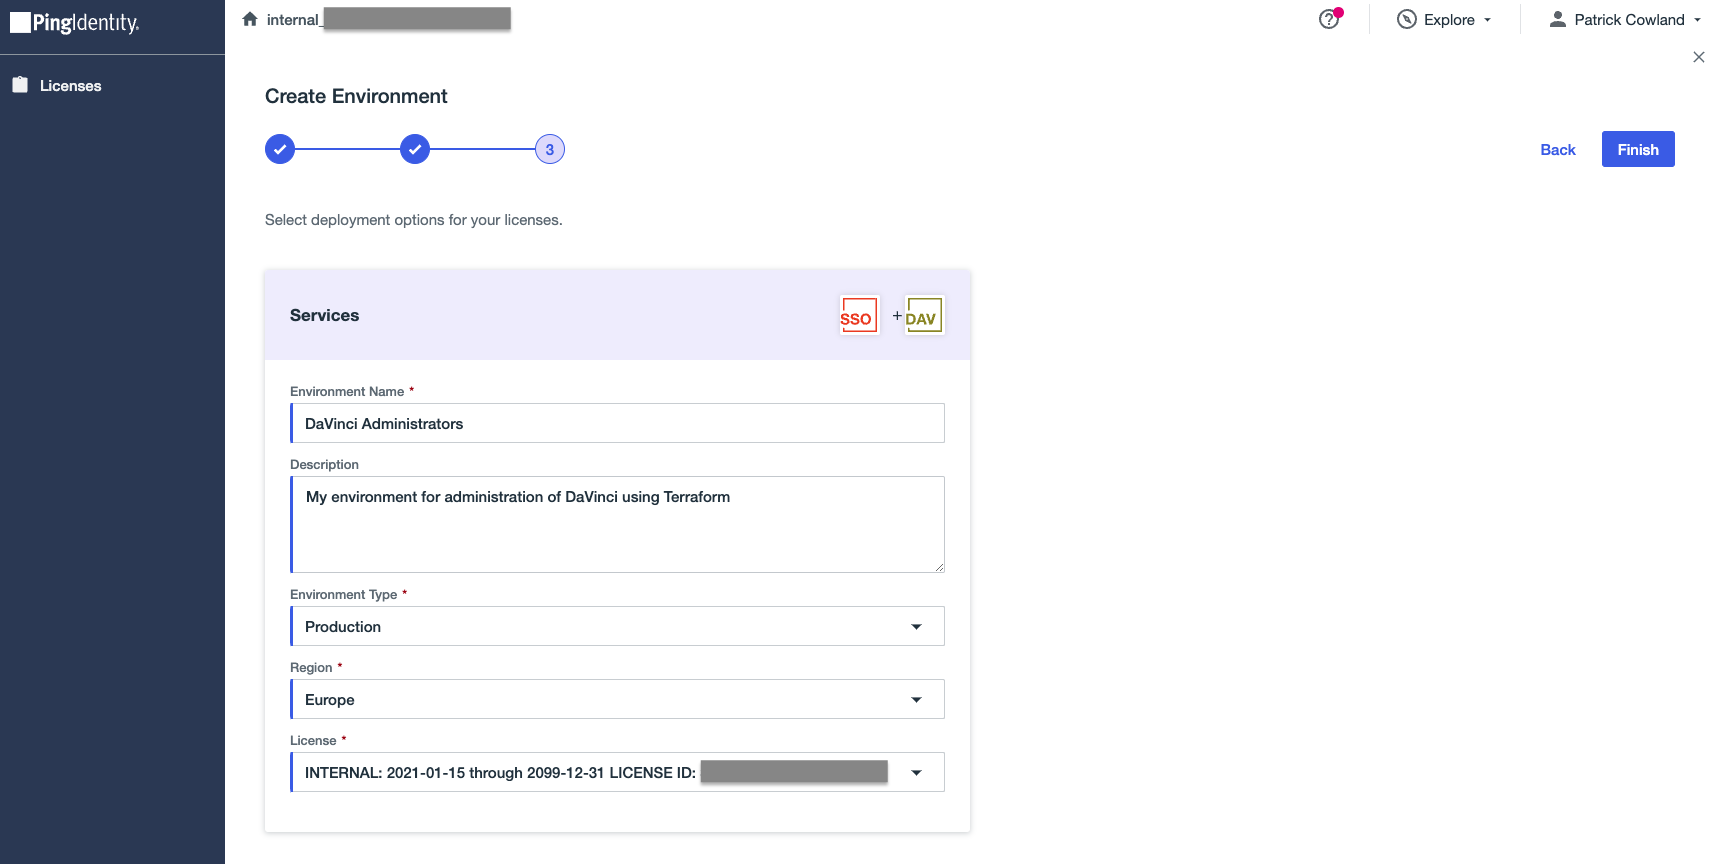 PingIdentity.
internal_
Explore
Patrick Cowland
Licenses
Create Environment
3
Back
Finish
Select deployment options for your licenses.
Services
SSO
+
DAV
Environment Name *
DaVinci Administrators
Description
My environment for administration of DaVinci using Terraform
Environment Type *
Production
Region *
Europe
License *
INTERNAL: 2021-01-15 through 2099-12-31 LICENSE ID: